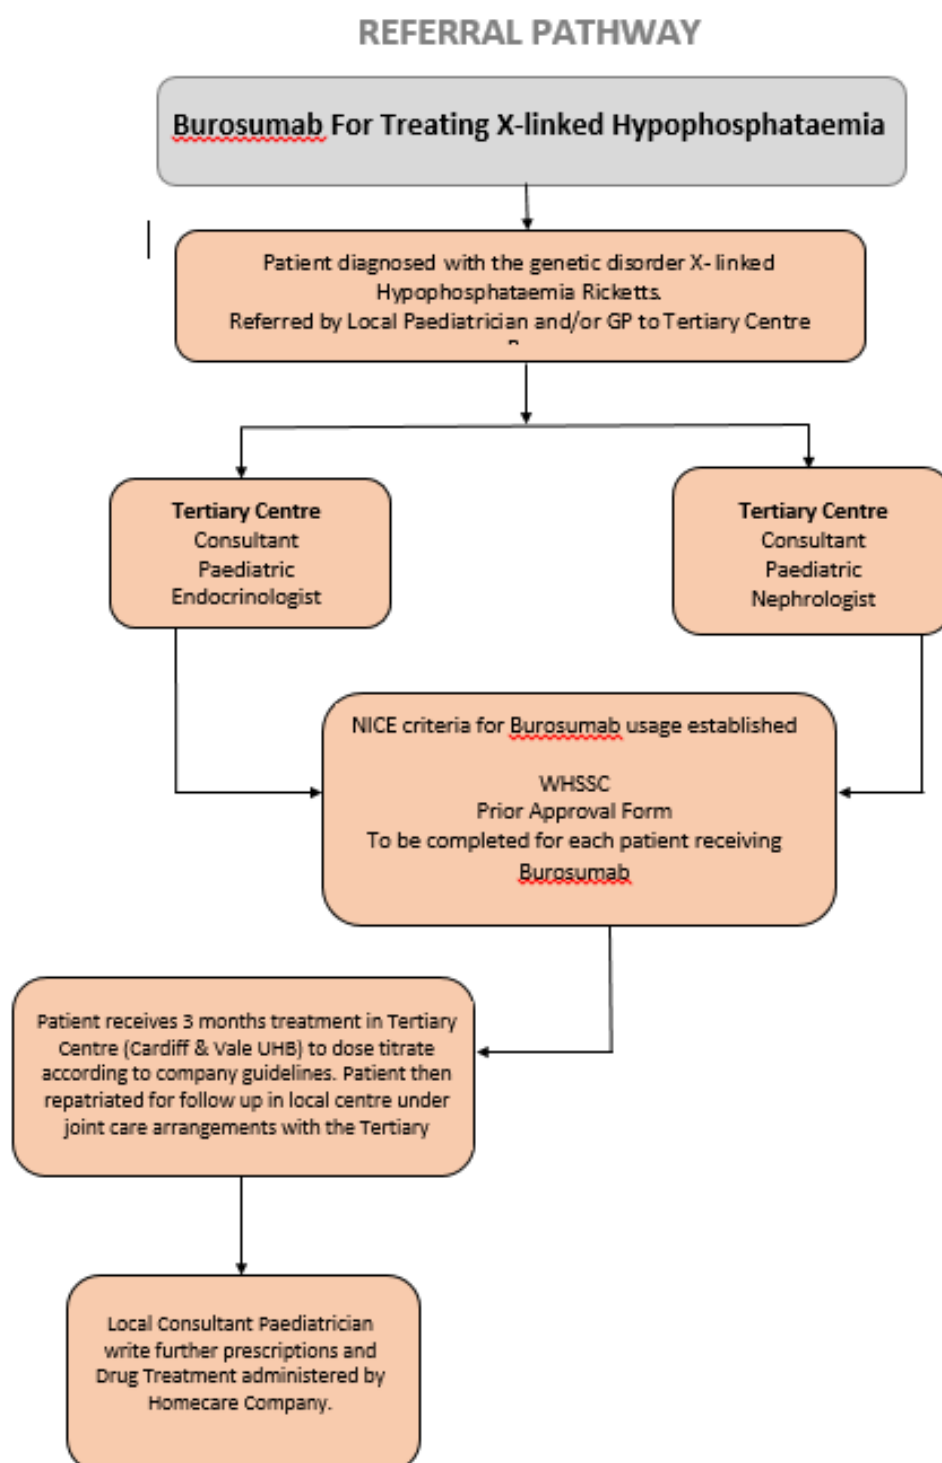 REFERRAL PATHWAY
Burosumab For Treating X-linked Hypophosphataemia
Patient diagnosed with the genetic disorder X- linked
Hypophosphataemia Ricketts.
Referred by Local Paediatrician and/or GP to Tertiary Centre
Tertiary Centre
Consultant
Paediatric
Endocrinologist
Tertiary Centre
Consultant
Paediatric
Nephrologist
NICE criteria for Burosumab usage established
WHSSC
Prior Approval Form
To be completed for each patient receiving
Burosumab
Patient receives 3 months treatment in Tertiary
Centre (Cardiff & Vale UHB) to dose titrate
according to company guidelines. Patient then
repatriated for follow up in local centre under
joint care arrangements with the Tertiary
Local Consultant Paediatrician
write further prescriptions and
Drug Treatment administered by
Homecare Company.